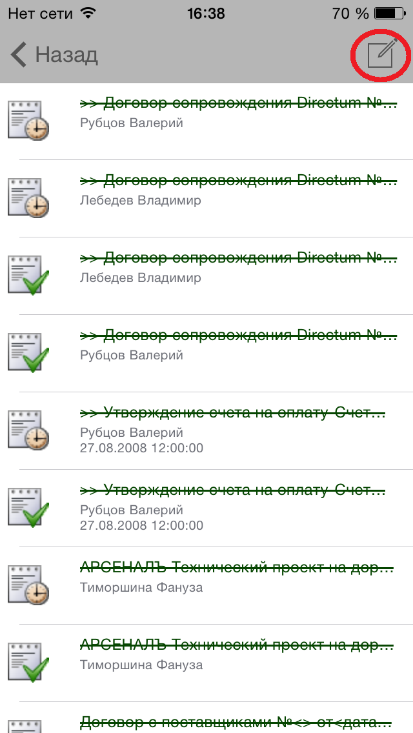 Нет сети 16:38 70 %
Назад
>> Договор сопровождения Directum №...
Рубцов Валерий
>> Договор сопровождения Directum №...
Лебедев Владимир
>> Договор сопровождения Directum №...
Лебедев Владимир
>> Договор сопровождения Directum №...
Рубцов Валерий
>> Утверждение счета на оплату Счет...
Рубцов Валерий
27.08.2008 12:00:00
>> Утверждение счета на оплату Счет...
Рубцов Валерий
27.08.2008 12:00:00
АРСЕНАЛЪ Технический проект на дор...
Тиморшина Фануза
АРСЕНАЛЪ Технический проект на дор...
Тиморшина Фануза
Договор с поставщиками №<> от<дата...